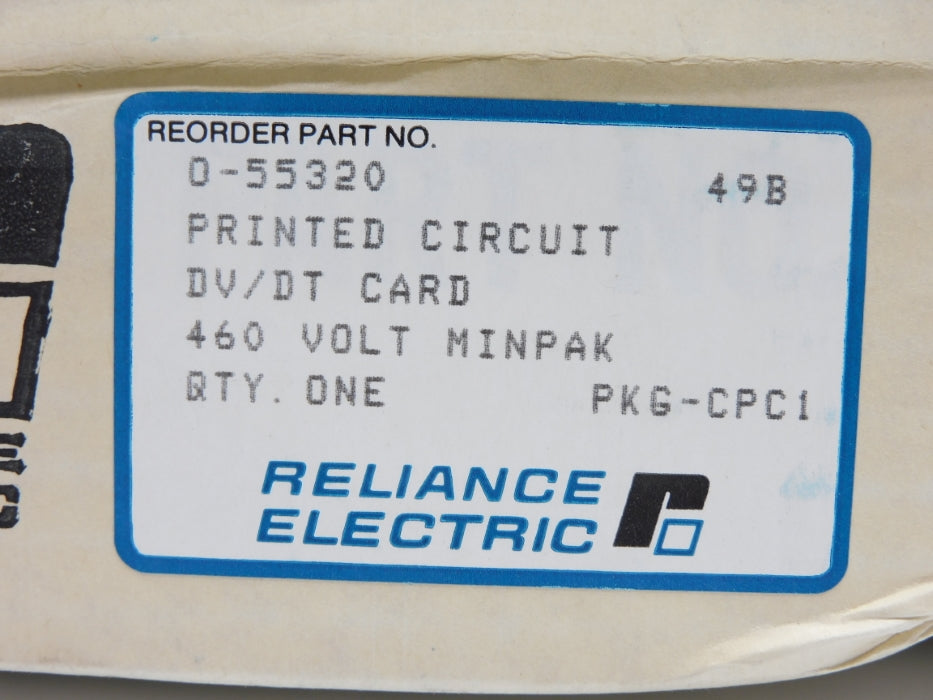 REORDER PART NO.
D-55320 49B
PRINTED CIRCUIT
DV/DT CARD
460 VOLT MINPAK
QTY. ONE PKG-CPC1
RELIANCE
ELECTRIC